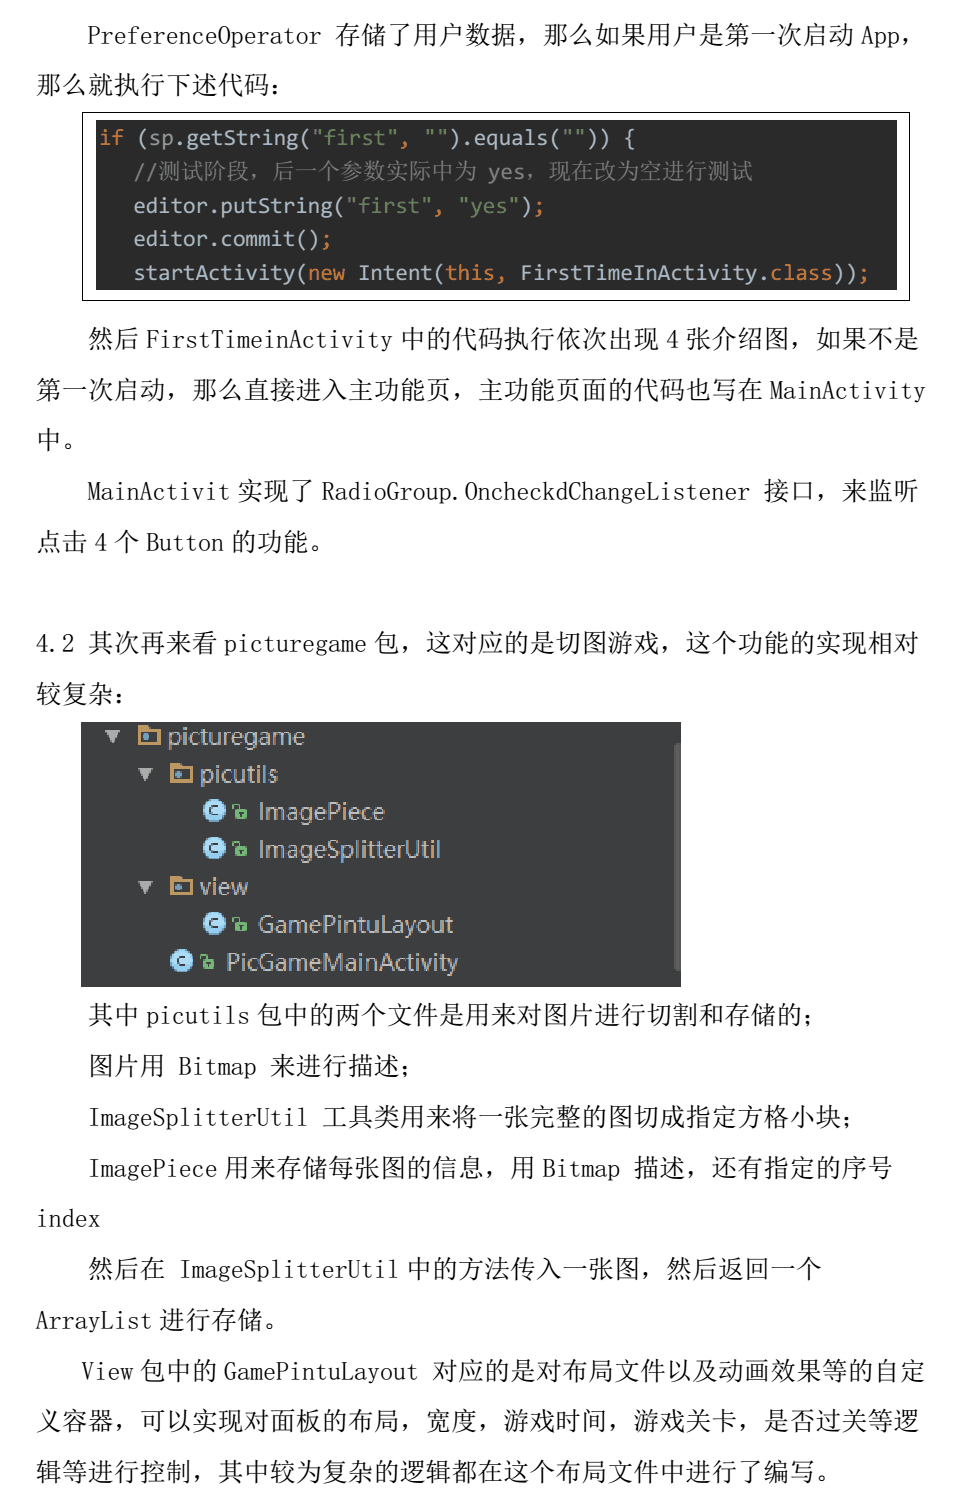 PreferenceOperator 存储了用户数据，那么如果用户是第一次启动 App，
那么就执行下述代码：
if (sp.getString("first", "").equals("")) {
//测试阶段，后一个参数实际中为 yes，现在改为空进行测试
editor.putString("first", "yes");
editor.commit();
startActivity(new Intent(this, FirstTimeInActivity.class));
然后 FirstTimeinActivity 中的代码执行依次出现 4 张介绍图，如果不是
第一次启动，那么直接进入主功能页，主功能页面的代码也写在 MainActivity
中。
MainActivit 实现了 RadioGroup.OncheckdChangeListener 接口，来监听
点击 4 个 Button 的功能。
4.2 其次再来看 picturegame 包，这对应的是切图游戏，这个功能的实现相对
较复杂：
picturegame
picutils
ImagePiece
ImageSplitterUtil
view
GamePintuLayout
PicGameMainActivity
其中 picutils 包中的两个文件是用来对图片进行切割和存储的；
图片用 Bitmap 来进行描述；
ImageSplitterUtil 工具类用来将一张完整的图切成指定方格小块；
ImagePiece 用来存储每张图的信息，用 Bitmap 描述，还有指定的序号
index
然后在 ImageSplitterUtil 中的方法传入一张图，然后返回一个
ArrayList 进行存储。
View 包中的 GamePintuLayout 对应的是对布局文件以及动画效果等的自定
义容器，可以实现对面板的布局，宽度，游戏时间，游戏关卡，是否过关等逻
辑等进行控制，其中较为复杂的逻辑都在这个布局文件中进行了编写。